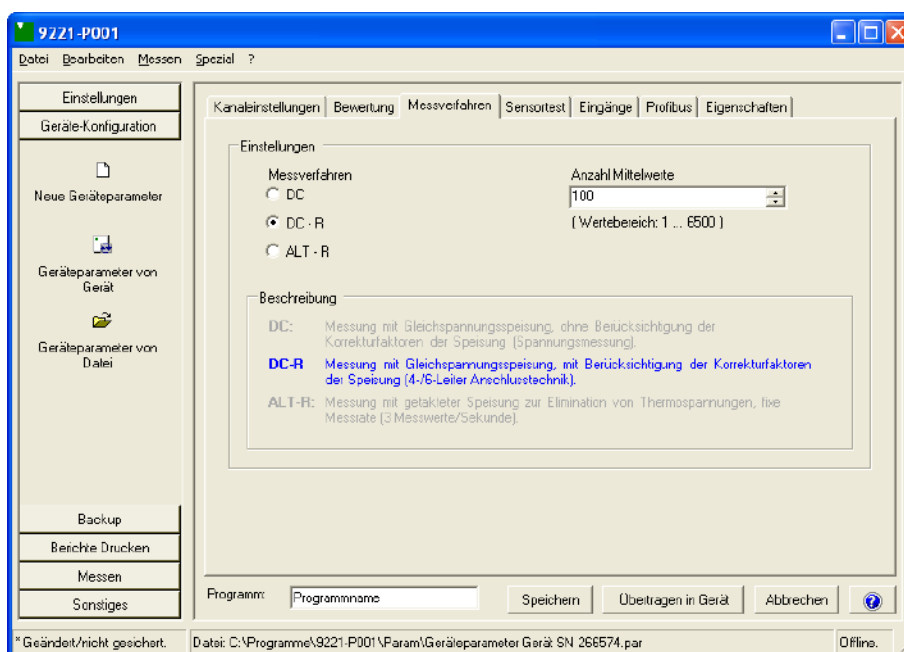 9221-P001
Datei Bearbeiten Messen Spezial ?
Einstellungen
Geräte-Konfiguration
Neue Geräteparameter
Geräteparameter von
Gerät
Geräteparameter von
Datei
Backup
Berichte Drucken
Messen
Sonstiges
Kanaleinstellungen Bewertung Messverfahren Sensortest Eingänge Profibus Eigenschaften
Einstellungen
Messverfahren
DC
DC - R
ALT - R
Anzahl Mittelwerte
100
( Wertebereich: 1 ... 6500 )
Beschreibung
DC: Messung mit Gleichspannungsspeisung, ohne Berücksichtigung der
Korrekturfaktoren der Speisung (Spannungsmessung).
DC-R Messung mit Gleichspannungsspeisung, mit Berücksichtigung der Korrekturfaktoren
der Speisung (4-/6-Leiter Anschlusstechnik).
ALT-R: Messung mit getakteter Speisung zur Elimination von Thermospannungen, fixe
Messrate (3 Messwerte/Sekunde).
Programm: Programmname
Speichern Übertragen in Gerät Abbrechen ?
* Geändert/nicht gesichert. Datei: C:\Programme\9221-P001\Param\Geräteparameter Gerät SN 266574.par Offline.